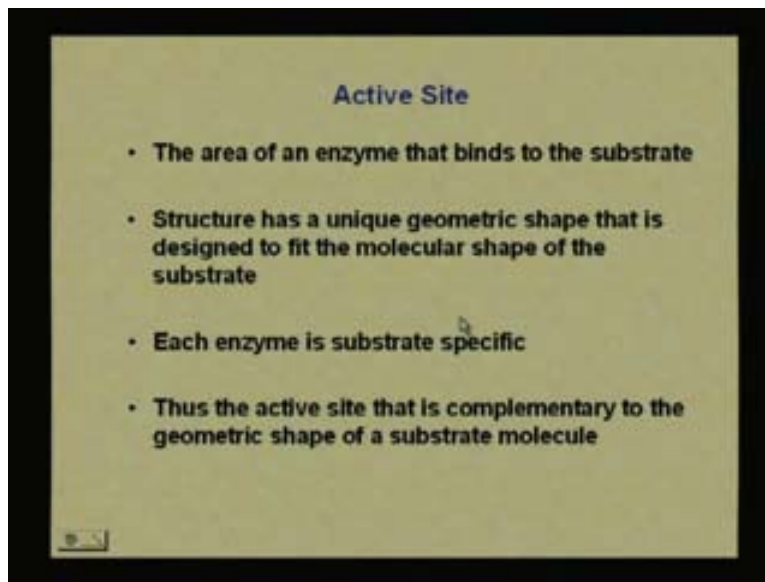 Active Site
• The area of an enzyme that binds to the substrate
• Structure has a unique geometric shape that is
designed to fit the molecular shape of the
substrate
• Each enzyme is substrate specific
• Thus the active site that is complementary to the
geometric shape of a substrate molecule